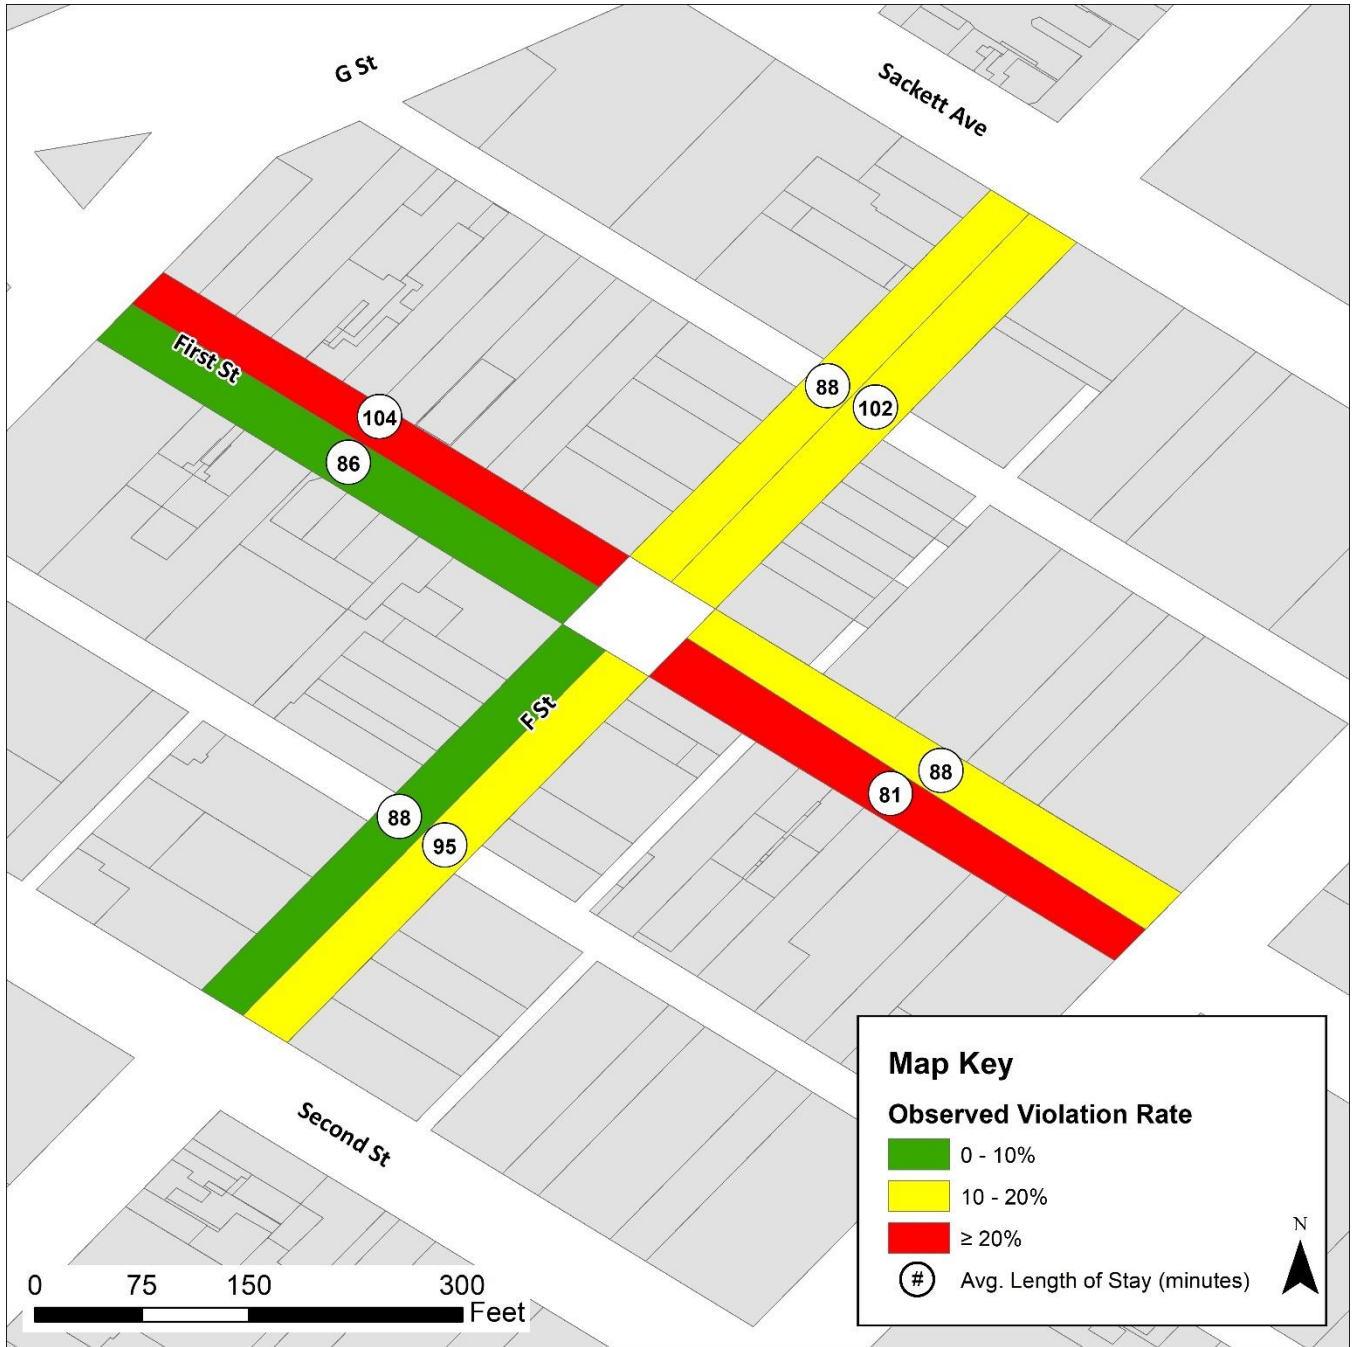 G St
Sackett Ave
First St
88
102
104
86
F St
88
81
88
95
Second St
Map Key
Observed Violation Rate
0 - 10%
10 - 20%
≥ 20%
# Avg. Length of Stay (minutes)
N
0 75 150 300
Feet